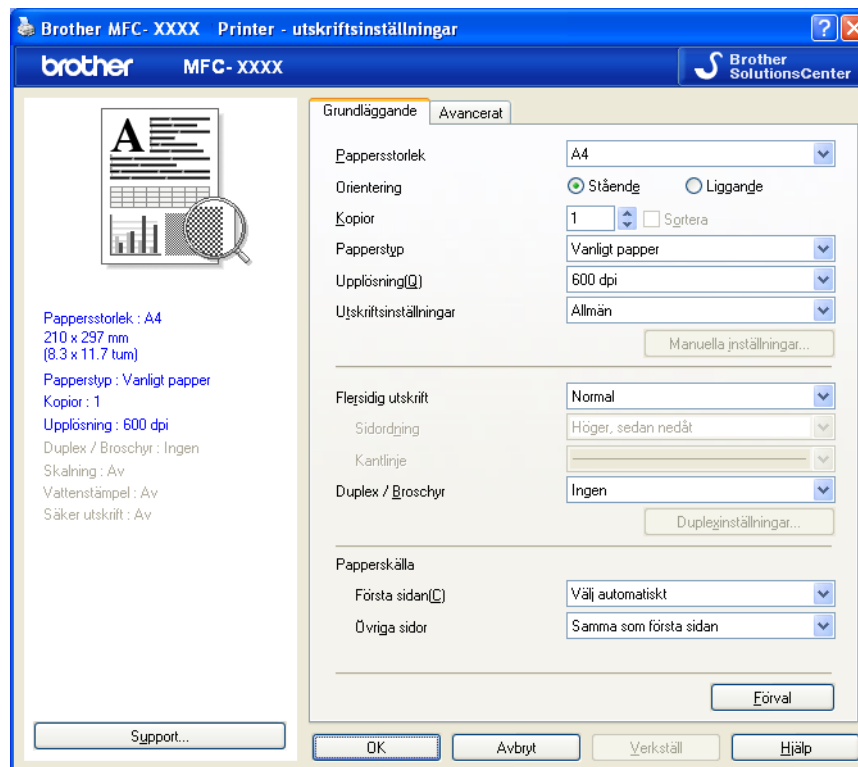 Brother MFC- XXXX Printer - utskriftsinställningar
brother MFC- XXXX
Brother
SolutionsCenter
A
Pappersstorlek : A4
210 x 297 mm
(8.3 x 11.7 tum)
Papperstyp : Vanligt papper
Kopior : 1
Upplösning : 600 dpi
Duplex / Broschyr : Ingen
Skalning : Av
Vattenstämpel : Av
Säker utskrift : Av
Support...
Grundläggande Avancerat
Pappersstorlek A4
Orientering Stående Liggande
Kopior 1 Sortera
Papperstyp Vanligt papper
Upplösning(Q) 600 dpi
Utskriftsinställningar Allmän
Manuella inställningar...
Flersidig utskrift Normal
Sidordning Höger, sedan nedåt
Kantlinje
Duplex / Broschyr Ingen
Duplexinställningar...
Papperskälla
Första sidan(C) Välj automatiskt
Övriga sidor Samma som första sidan
Förval
OK Avbryt Verkställ Hjälp